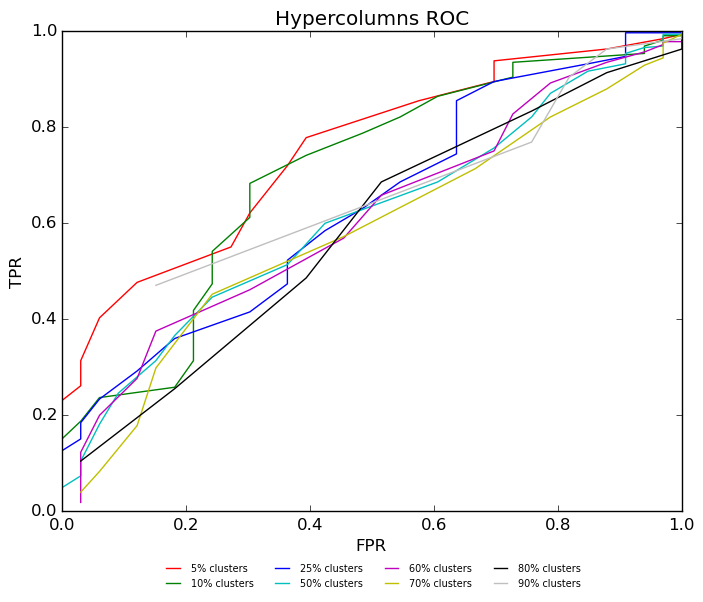 Hypercolumns ROC
1.0
0.8
0.6
0.4
0.2
0.0
TPR
0.0 0.2 0.4 0.6 0.8 1.0
FPR
5% clusters 25% clusters 60% clusters 80% clusters
10% clusters 50% clusters 70% clusters 90% clusters